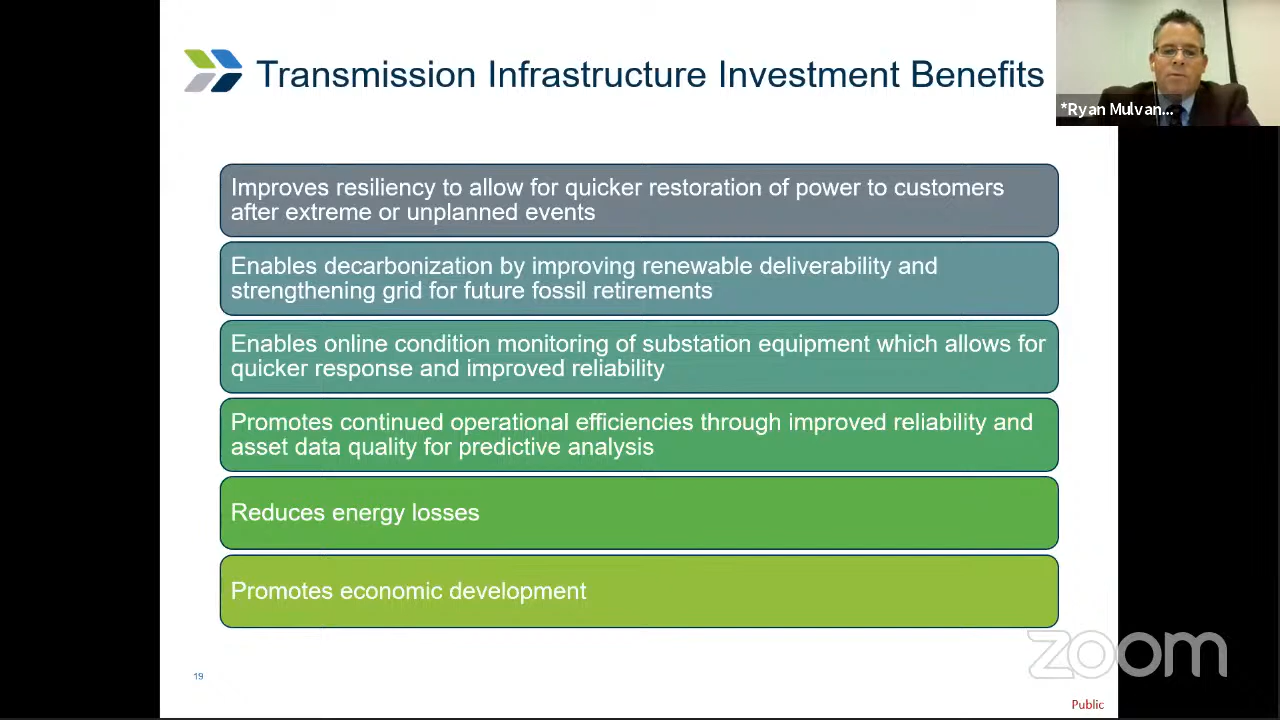 Transmission Infrastructure Investment Benefits
*Ryan Mulvan...
Improves resiliency to allow for quicker restoration of power to customers
after extreme or unplanned events
Enables decarbonization by improving renewable deliverability and
strengthening grid for future fossil retirements
Enables online condition monitoring of substation equipment which allows for
quicker response and improved reliability
Promotes continued operational efficiencies through improved reliability and
asset data quality for predictive analysis
Reduces energy losses
Promotes economic development
zoom
19
Public